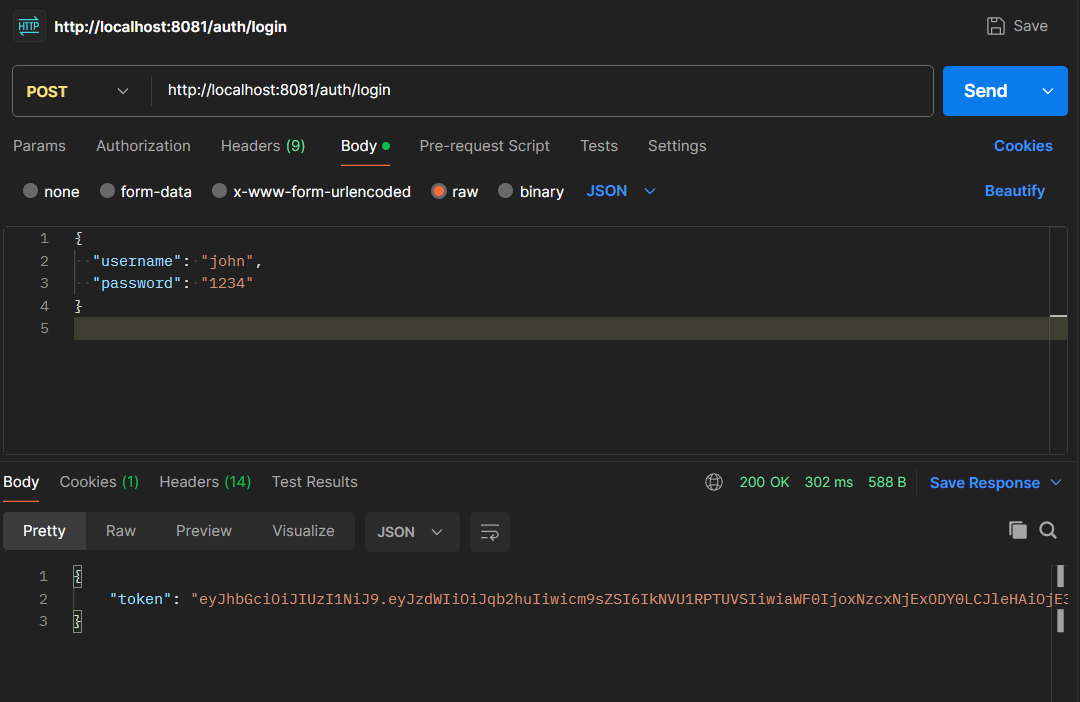 HTTP http://localhost:8081/auth/login Save
POST http://localhost:8081/auth/login Send
Params Authorization Headers (9) Body Pre-request Script Tests Settings Cookies
none form-data x-www-form-urlencoded raw binary JSON Beautify
1 {
2 "username": "john",
3 "password": "1234"
4 }
5
Body Cookies (1) Headers (14) Test Results 200 OK 302 ms 588 B Save Response
Pretty Raw Preview Visualize JSON
1 {
2 "token": "eyJhbGciOiJIUzI1NiJ9.eyJzdWIiOiJqb2huIiwicm9sZSI6IkNVU1RPTUVSIiwiaWF0IjoxNzcxNjExODY0LCJleHAiOjE3
3 }